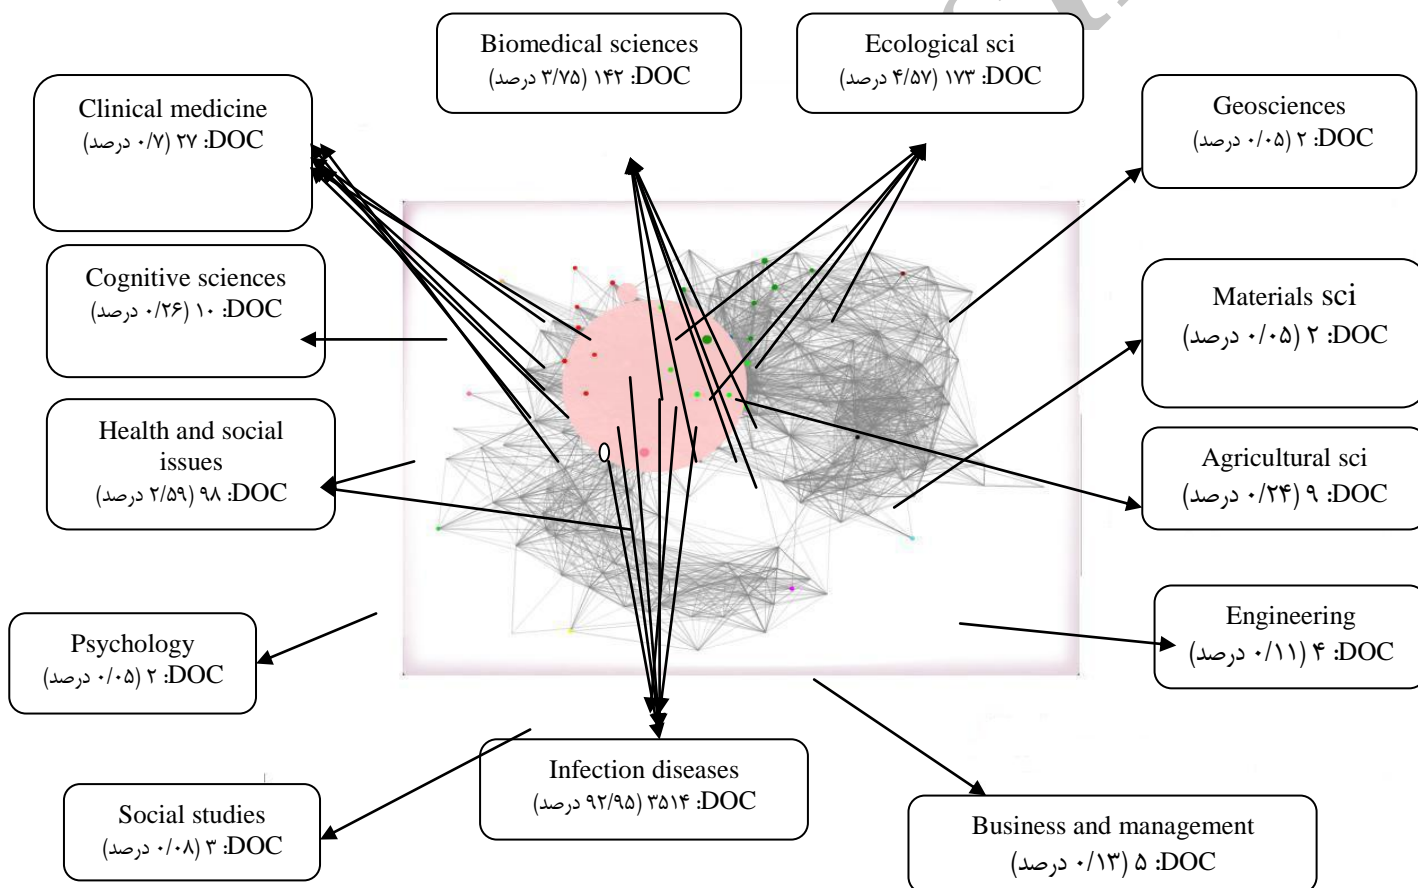 Biomedical sciences
DOC: ۱۴۲ (۳/۷۵ درصد)
Ecological sci
DOC: ۱۷۳ (۴/۵۷ درصد)
Clinical medicine
DOC: ۲۷ (۰/۷ درصد)
Geosciences
DOC: ۲ (۰/۰۵ درصد)
Cognitive sciences
DOC: ۱۰ (۰/۲۶ درصد)
Materials sci
DOC: ۲ (۰/۰۵ درصد)
Health and social
issues
DOC: ۹۸ (۲/۵۹ درصد)
Agricultural sci
DOC: ۹ (۰/۲۴ درصد)
Psychology
DOC: ۲ (۰/۰۵ درصد)
Engineering
DOC: ۴ (۰/۱۱ درصد)
Infection diseases
DOC: ۳۵۱۴ (۹۲/۹۵ درصد)
Social studies
DOC: ۳ (۰/۰۸ درصد)
Business and management
DOC: ۵ (۰/۱۳ درصد)